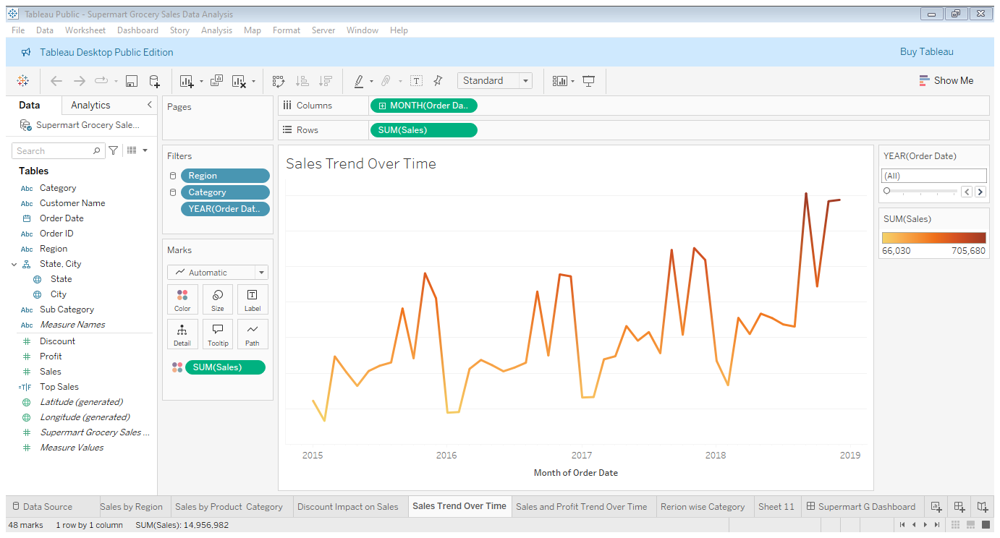 Tableau Public - Supermart Grocery Sales Data Analysis
File Data Worksheet Dashboard Story Analysis Map Format Server Window Help
Tableau Desktop Public Edition Buy Tableau
Standard Show Me
Data Analytics
Supermart Grocery Sale...
Search
Tables
Abc Category
Abc Customer Name
Order Date
Abc Order ID
Abc Region
State, City
State
City
Abc Sub Category
Abc Measure Names
# Discount
# Profit
# Sales
=T|F Top Sales
Latitude (generated)
Longitude (generated)
# Supermart Grocery Sales ...
# Measure Values
Pages
Filters
Region
Category
YEAR(Order Dat..
Marks
Automatic
Color Size Label
Detail Tooltip Path
SUM(Sales)
Columns MONTH(Order Da..
Rows SUM(Sales)
Sales Trend Over Time
2015 2016 2017 2018 2019
Month of Order Date
YEAR(Order Date)
(All)
SUM(Sales)
66,030 705,680
Data Source Sales by Region Sales by Product Category Discount Impact on Sales Sales Trend Over Time Sales and Profit Trend Over Time Rerion wise Category Sheet 11 Supermart G Dashboard
48 marks 1 row by 1 column SUM(Sales): 14,956,982